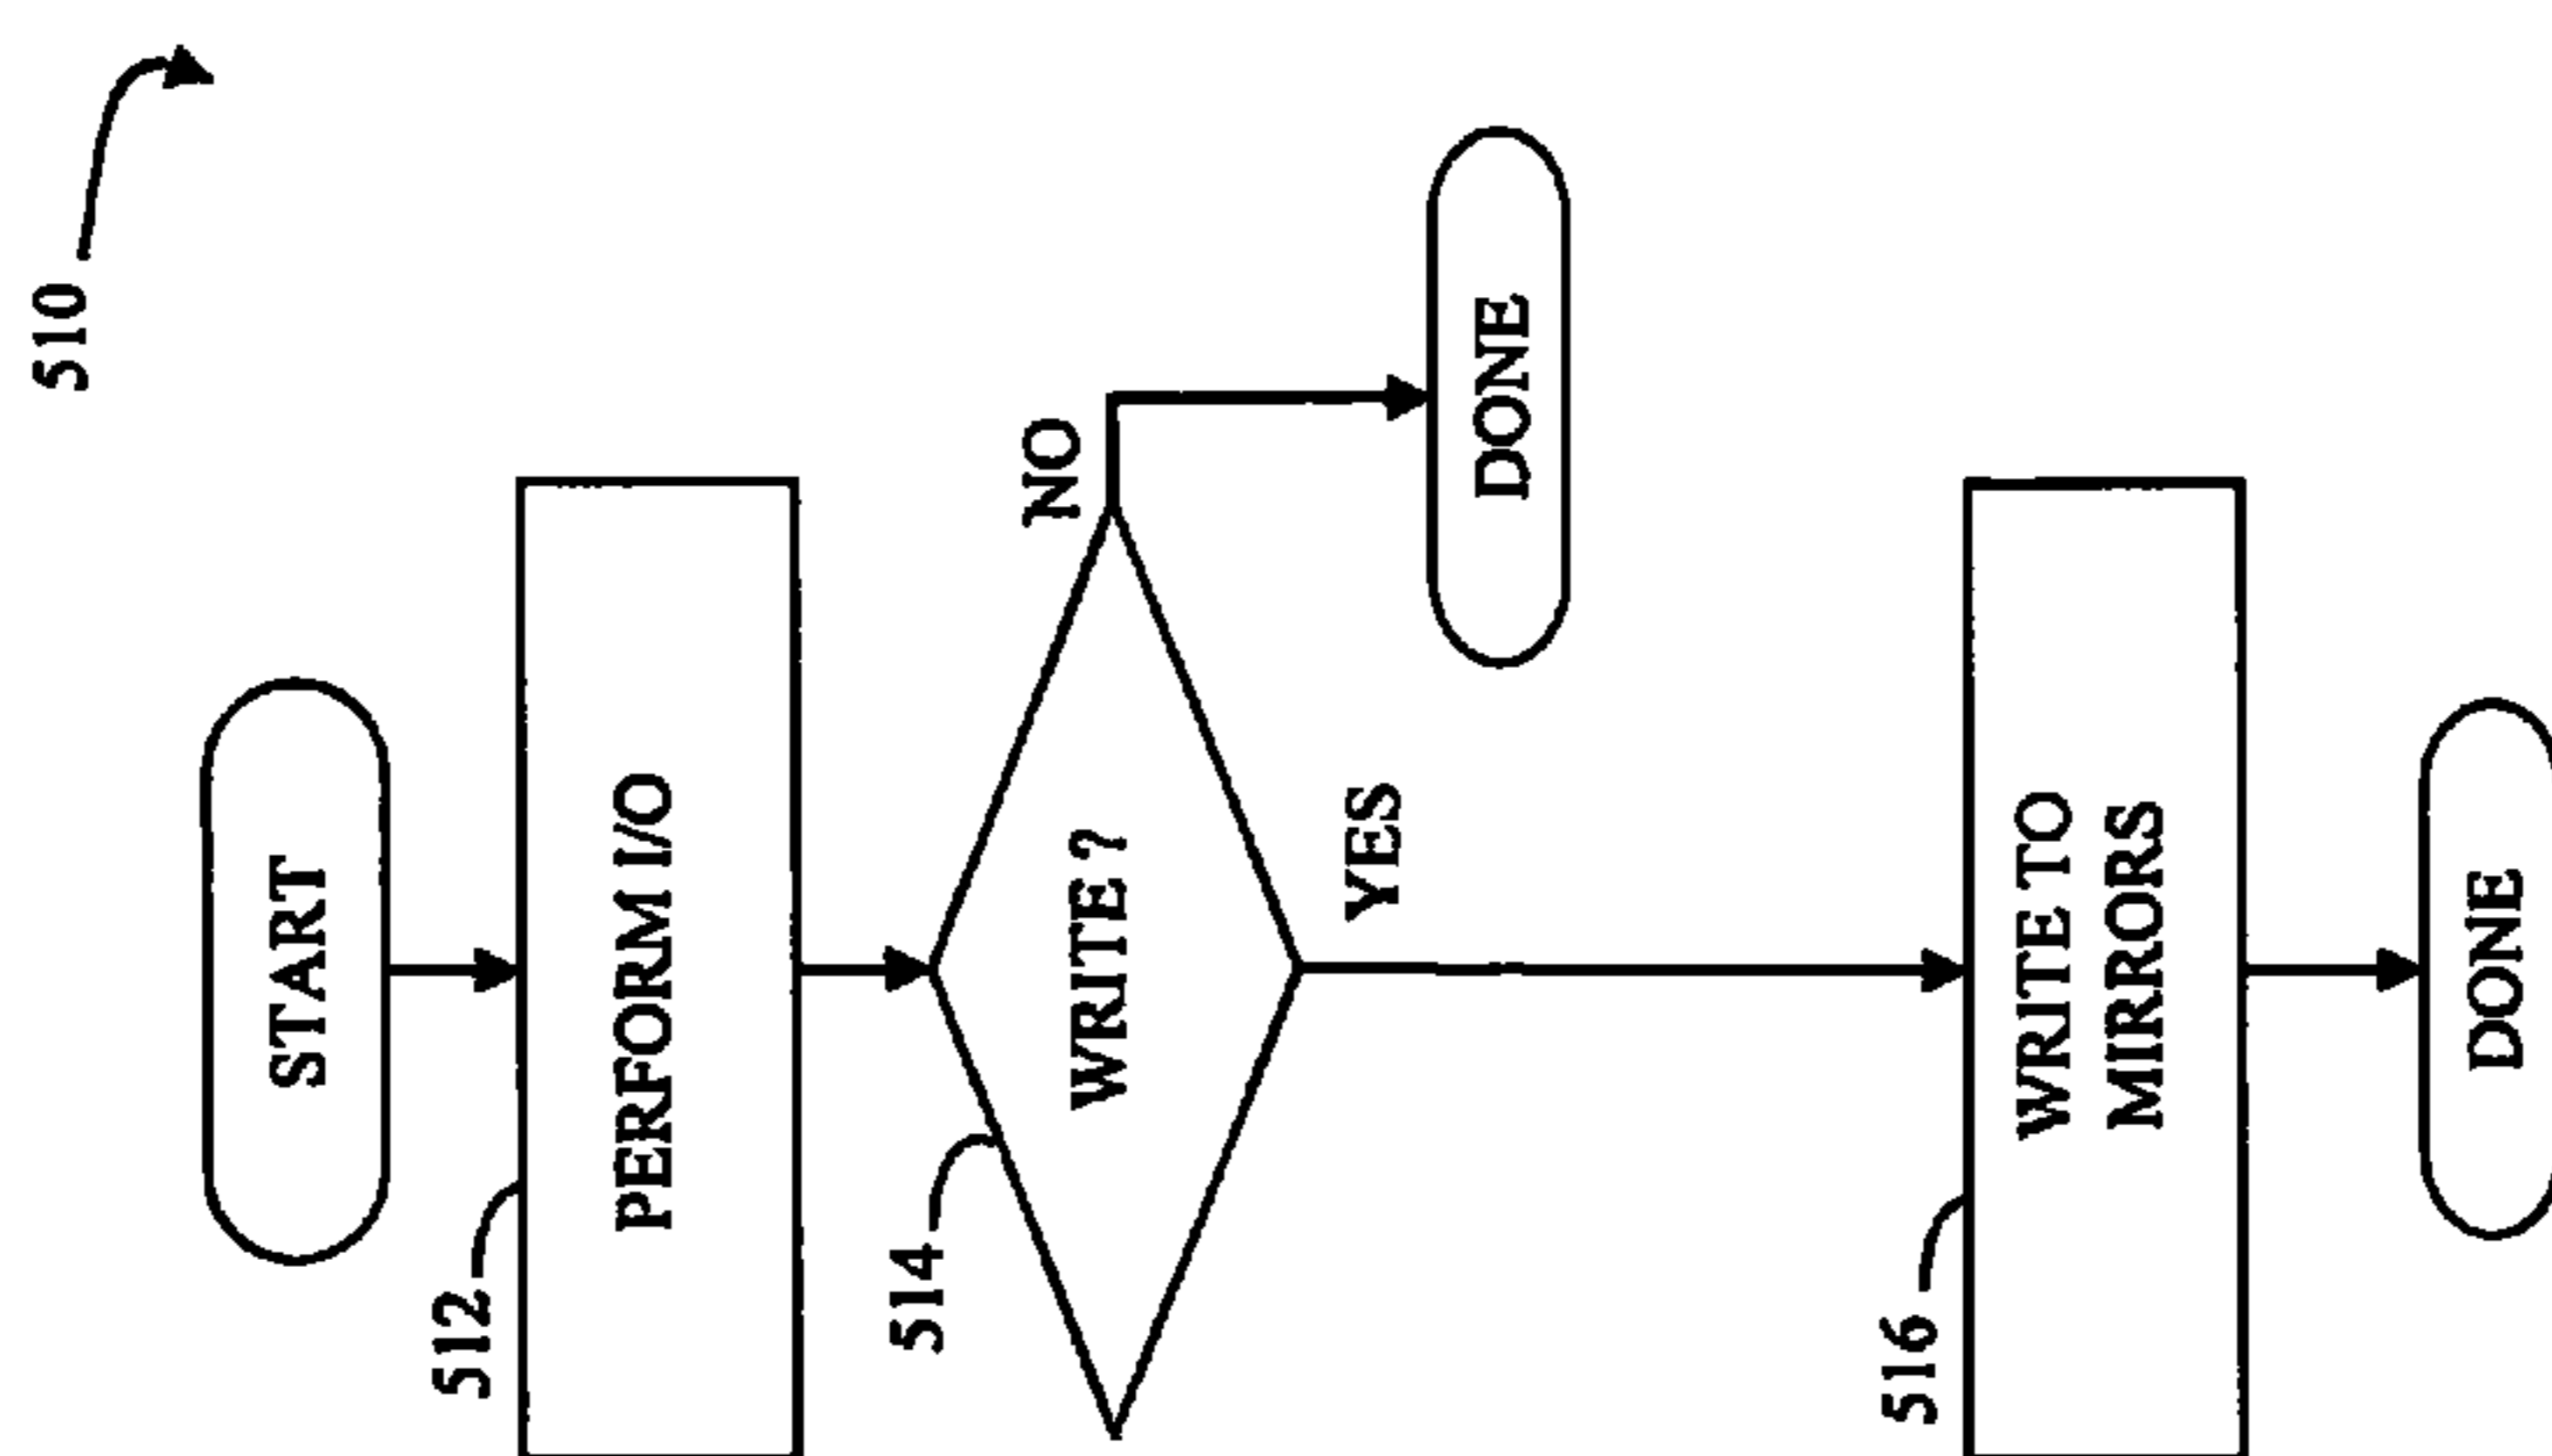 510
START
512
PERFORM I/O
514
WRITE ?
NO
YES
DONE
516
WRITE TO
MIRRORS
DONE